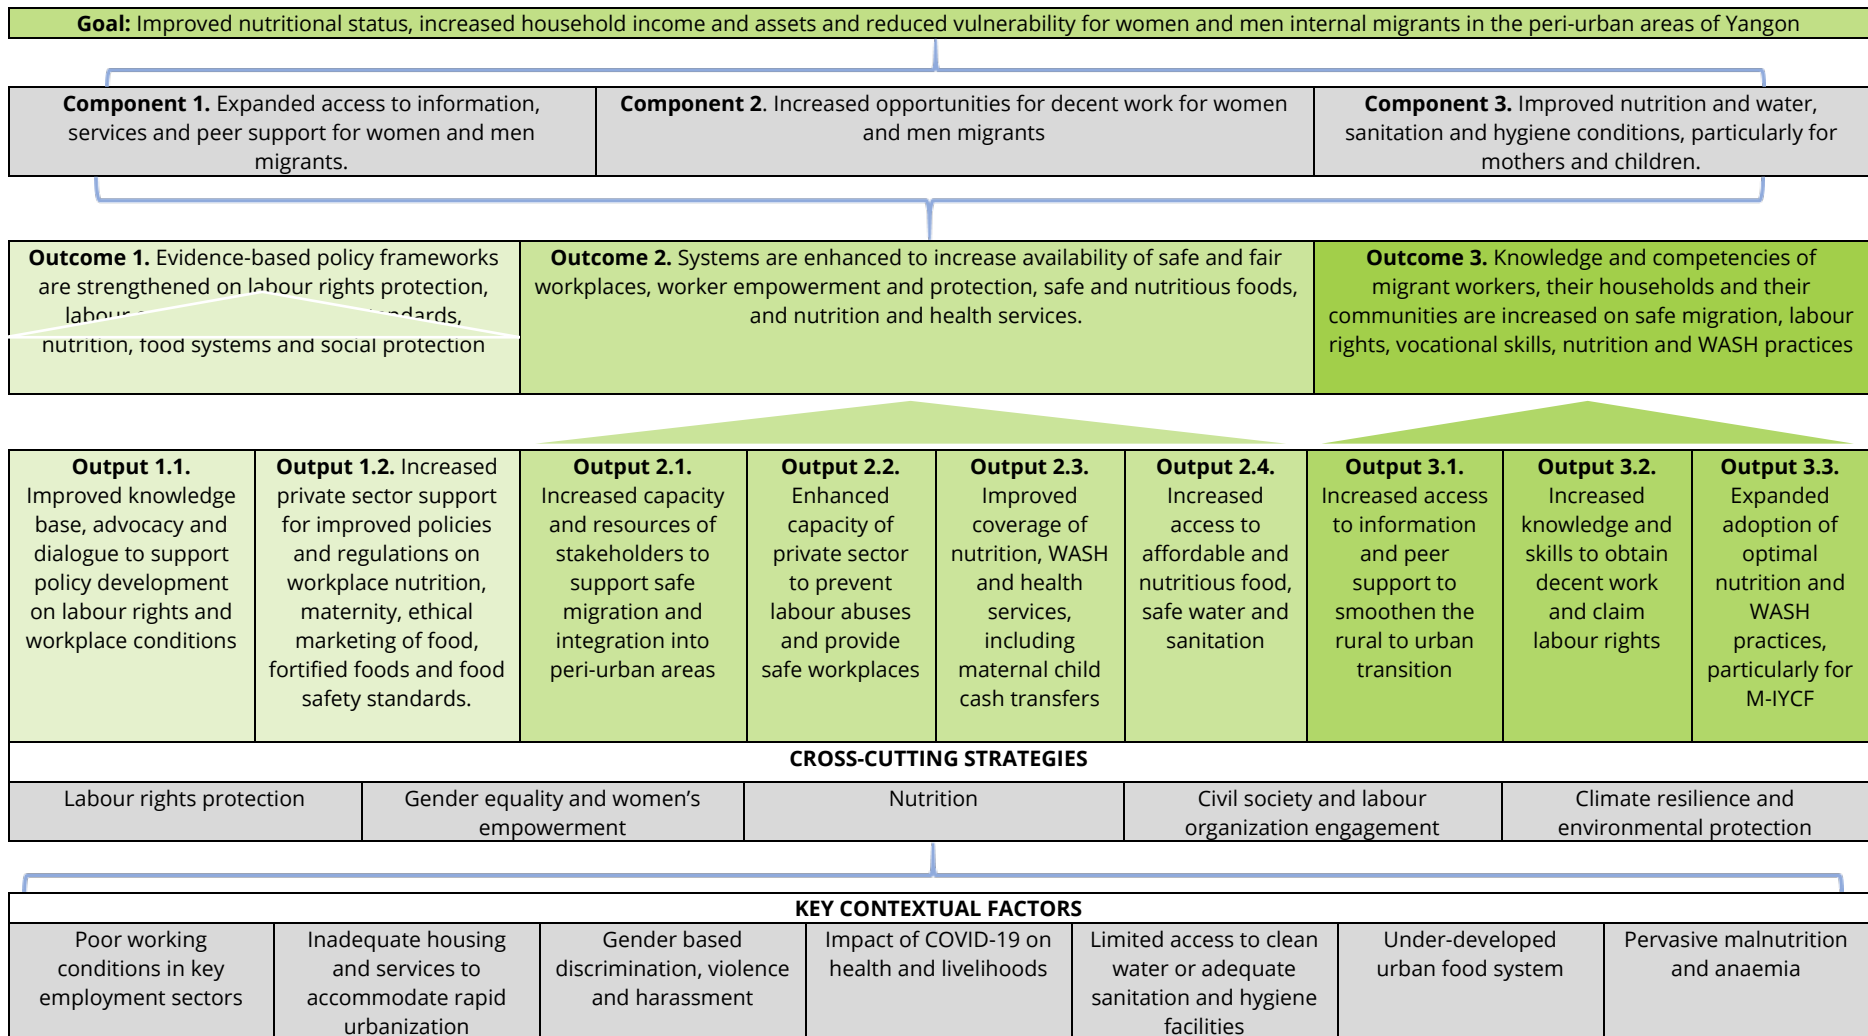 Goal: Improved nutritional status, increased household income and assets and reduced vulnerability for women and men internal migrants in the peri-urban areas of Yangon
Component 1. Expanded access to information,
services and peer support for women and men
migrants.
Component 2. Increased opportunities for decent work for women
and men migrants
Component 3. Improved nutrition and water,
sanitation and hygiene conditions, particularly for
mothers and children.
Outcome 1. Evidence-based policy frameworks
are strengthened on labour rights protection,
labour
nutrition, food systems and social protection
Outcome 2. Systems are enhanced to increase availability of safe and fair
workplaces, worker empowerment and protection, safe and nutritious foods,
and nutrition and health services.
Outcome 3. Knowledge and competencies of
migrant workers, their households and their
communities are increased on safe migration, labour
rights, vocational skills, nutrition and WASH practices
Output 1.1.
Improved knowledge
base, advocacy and
dialogue to support
policy development
on labour rights and
workplace conditions
Output 1.2. Increased
private sector support
for improved policies
and regulations on
workplace nutrition,
maternity, ethical
marketing of food,
fortified foods and food
safety standards.
Output 2.1.
Increased capacity
and resources of
stakeholders to
support safe
migration and
integration into
peri-urban areas
Output 2.2.
Enhanced
capacity of
private sector
to prevent
labour abuses
and provide
safe workplaces
Output 2.3.
Improved
coverage of
nutrition, WASH
and health
services,
including
maternal child
cash transfers
Output 2.4.
Increased
access to
affordable and
nutritious food,
safe water and
sanitation
Output 3.1.
Increased access
to information
and peer
support to
smoothen the
rural to urban
transition
Output 3.2.
Increased
knowledge and
skills to obtain
decent work
and claim
labour rights
Output 3.3.
Expanded
adoption of
optimal
nutrition and
WASH
practices,
particularly for
M-IYCF
CROSS-CUTTING STRATEGIES
Labour rights protection
Gender equality and women's
empowerment
Nutrition
Civil society and labour
organization engagement
Climate resilience and
environmental protection
KEY CONTEXTUAL FACTORS
Poor working
conditions in key
employment sectors
Inadequate housing
and services to
accommodate rapid
urbanization
Gender based
discrimination, violence
and harassment
Impact of COVID-19 on
health and livelihoods
Limited access to clean
water or adequate
sanitation and hygiene
facilities
Under-developed
urban food system
Pervasive malnutrition
and anaemia